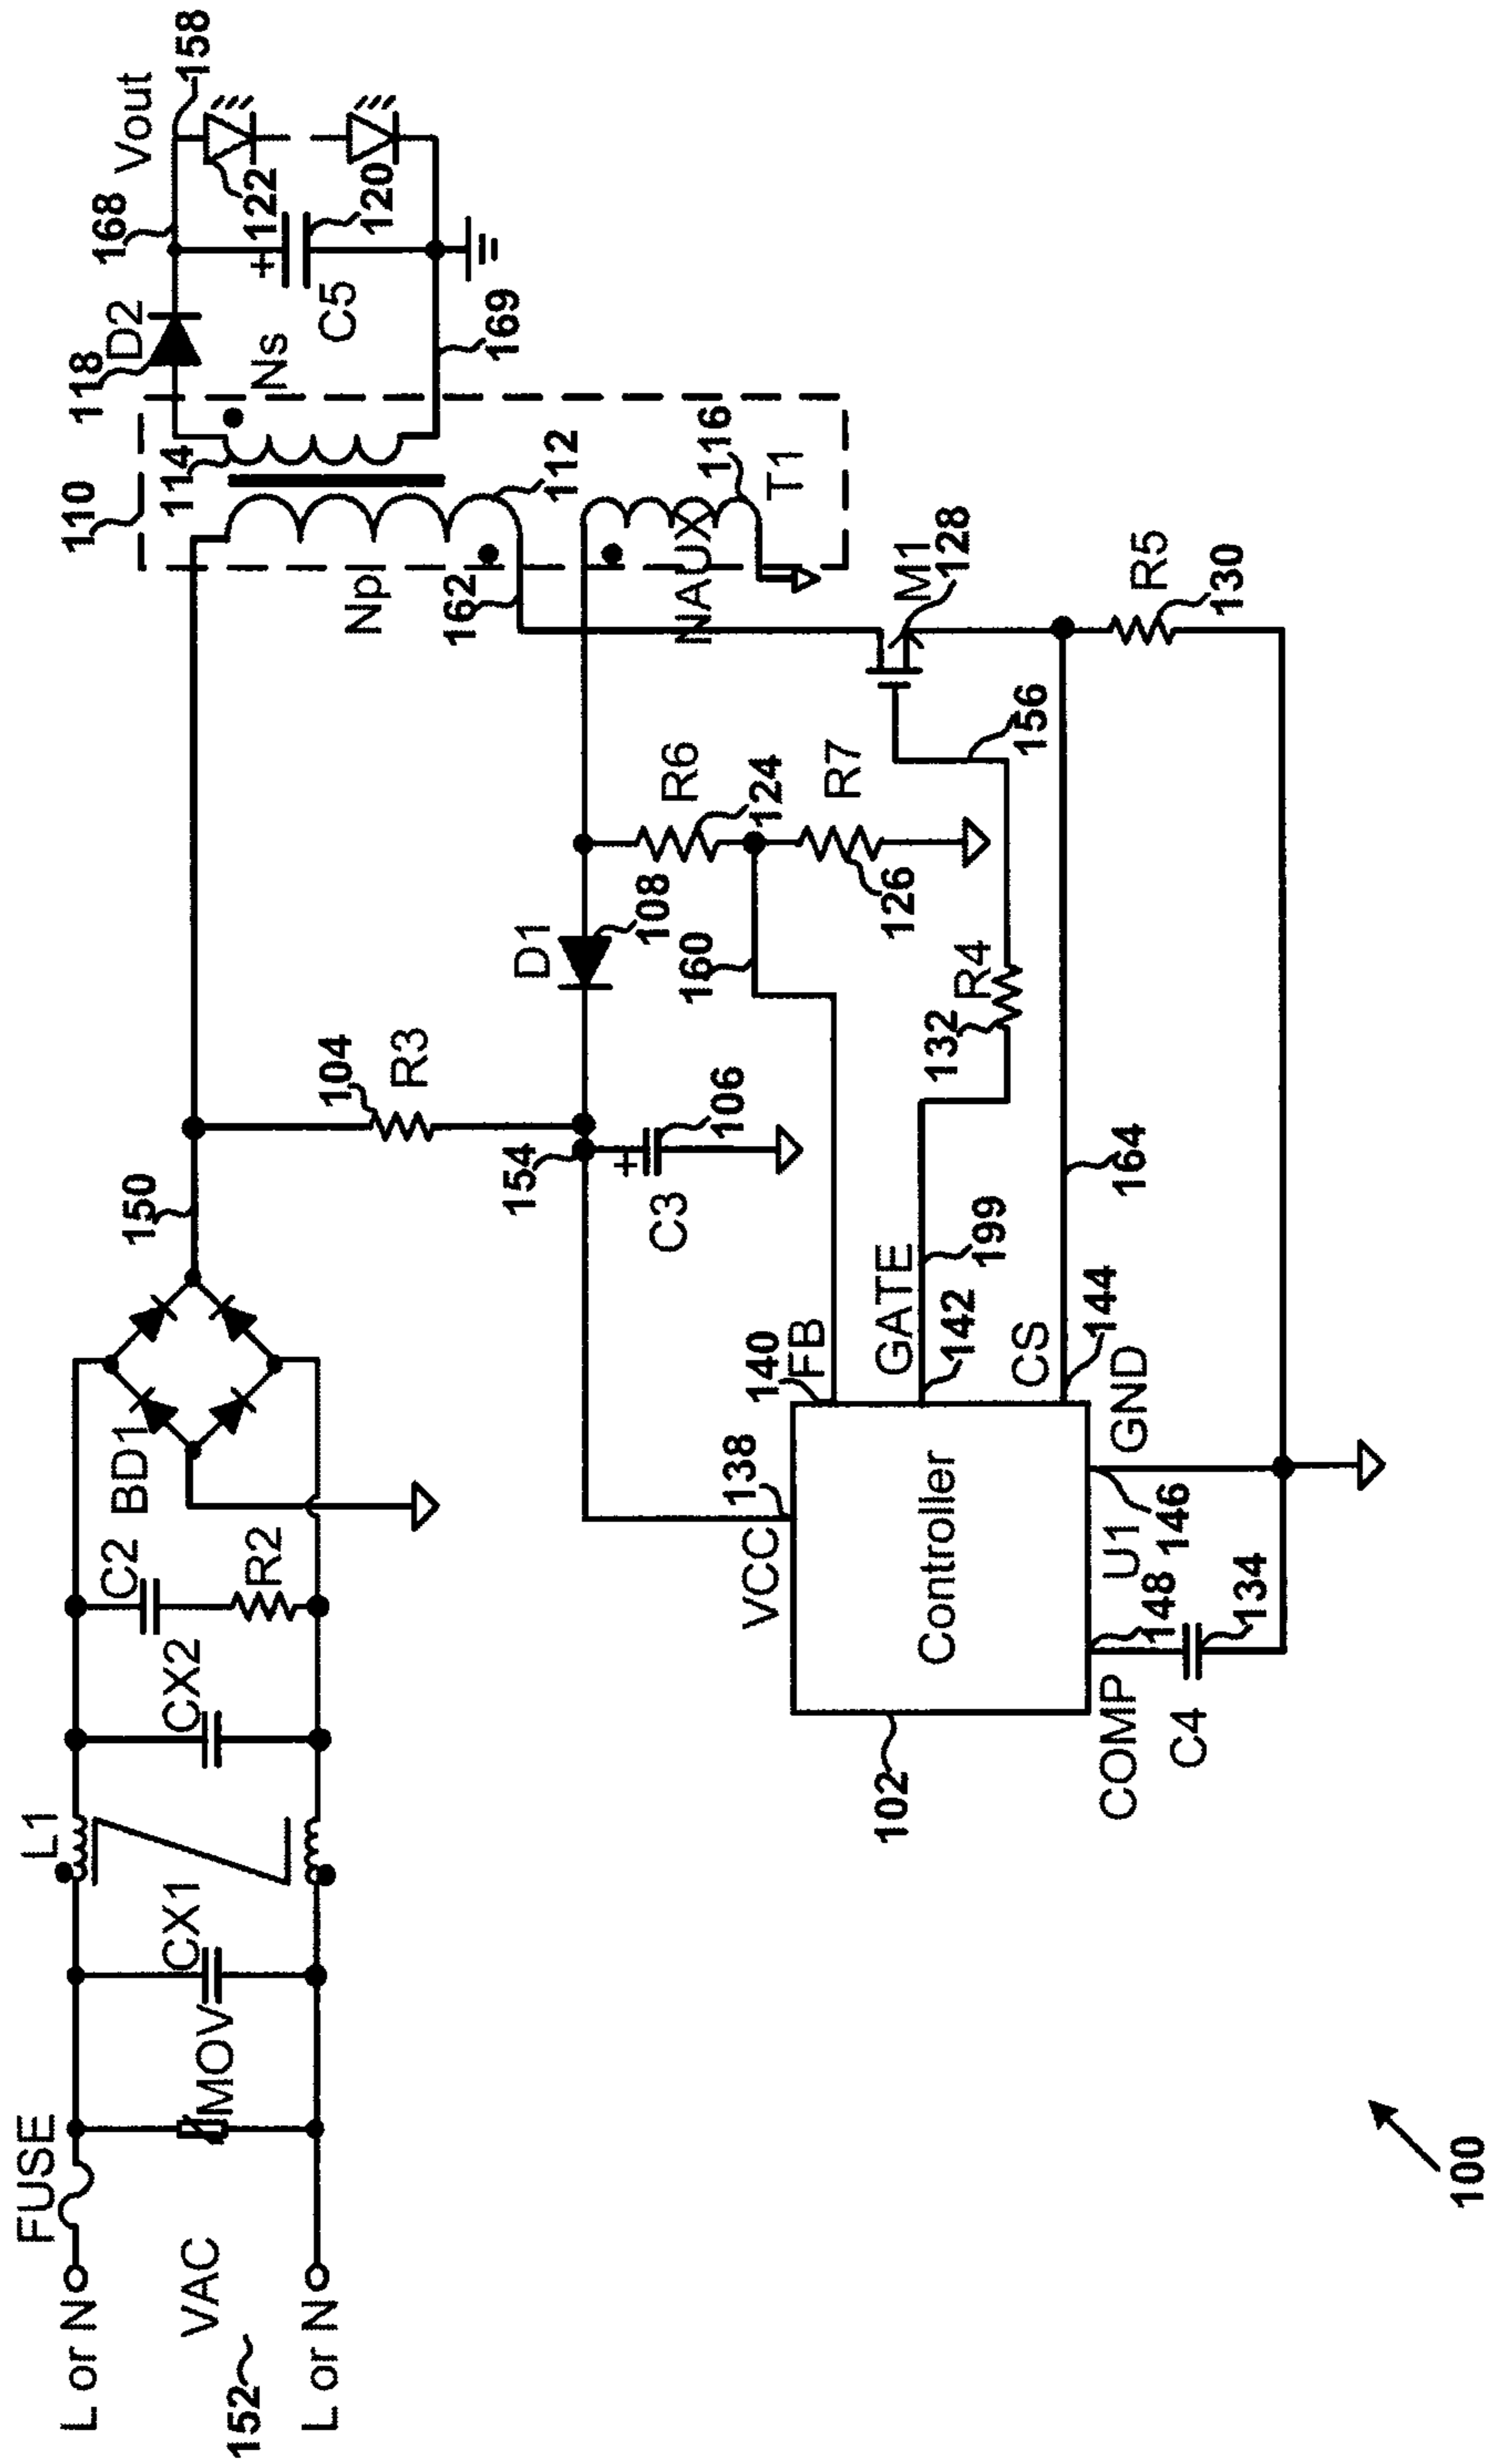 FUSE
L or N
VAC
152
L or N
MOV
CX1
L1
CX2
C2
R2
BD1
150
104
R3
154
106
C3
D1
108
R6
124
160
R7
126
110
114
Np
162
112
NAUX
116
T1
118
D2
Ns
168
Vout
158
122
120
C5
169
M1
128
156
R5
130
132
R4
138
VCC
140
FB
GATE
142
199
CS
144
164
GND
146
U1
148
COMP
134
C4
Controller
102
100